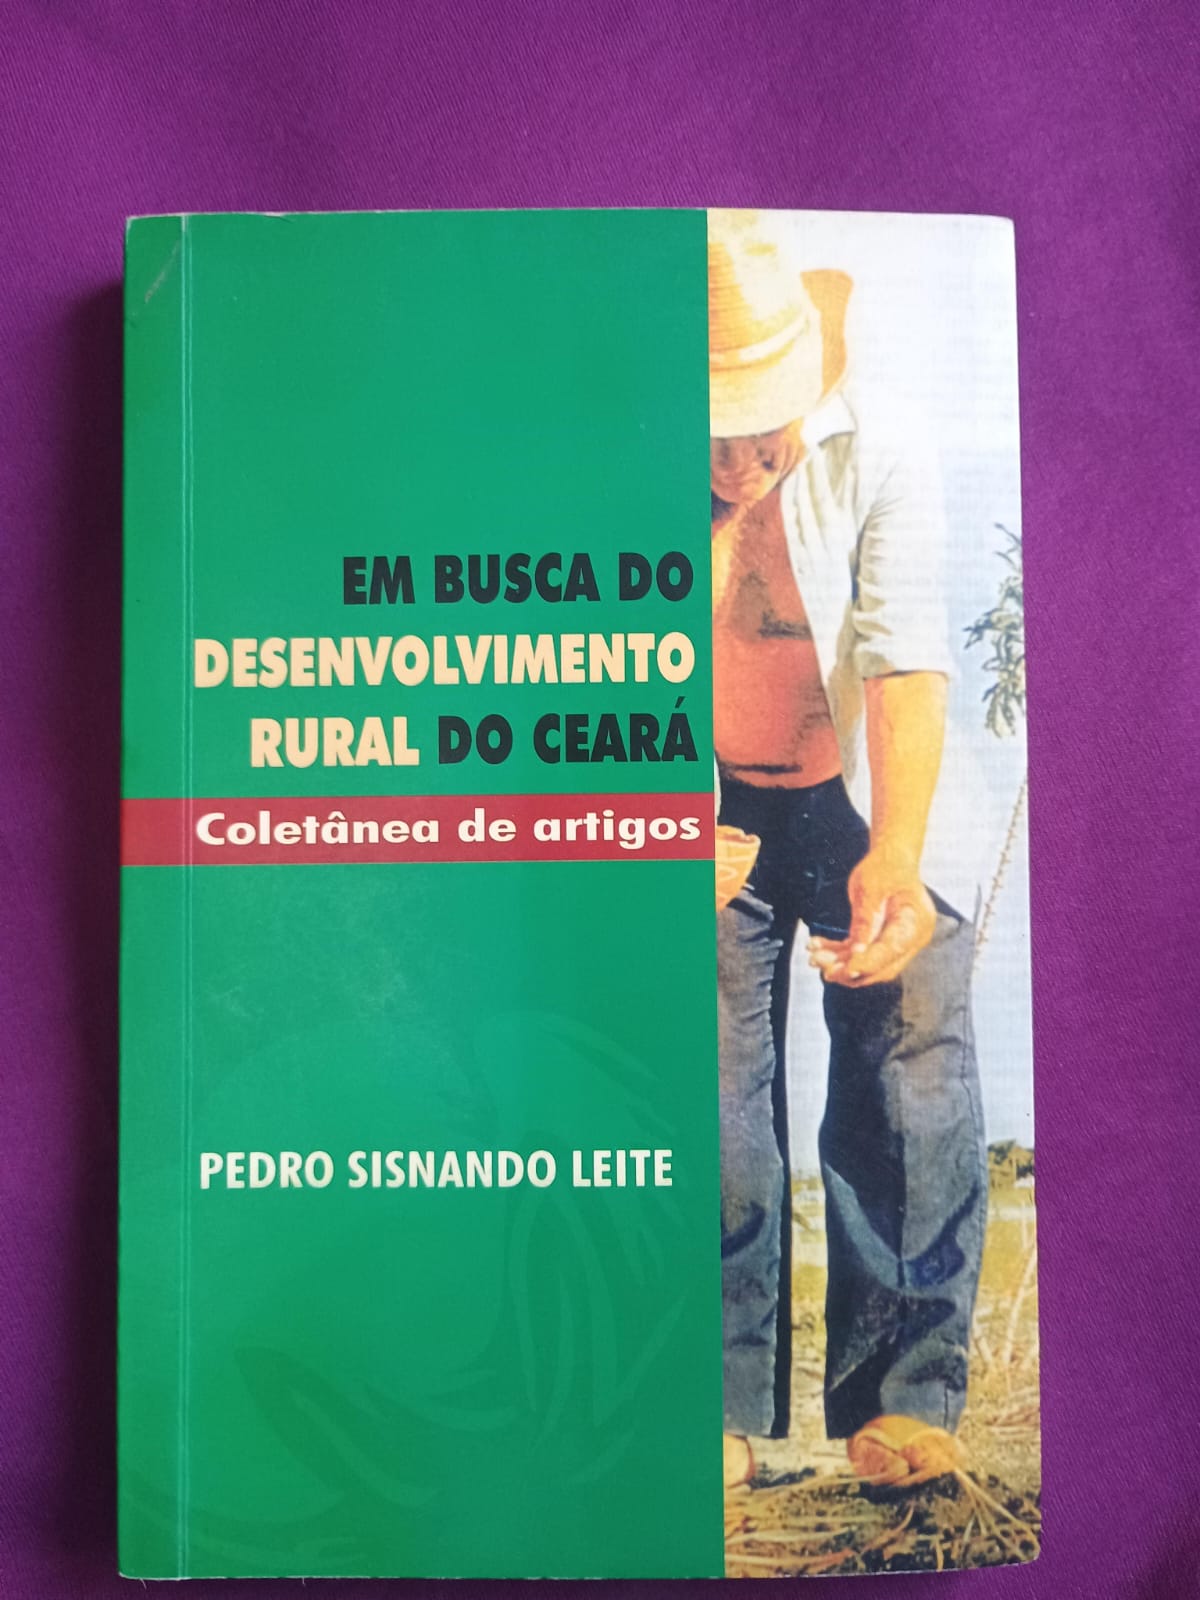 EM BUSCA DO
DESENVOLVIMENTO
RURAL DO CEARÁ
Coletânea de artigos
PEDRO SISNANDO LEITE